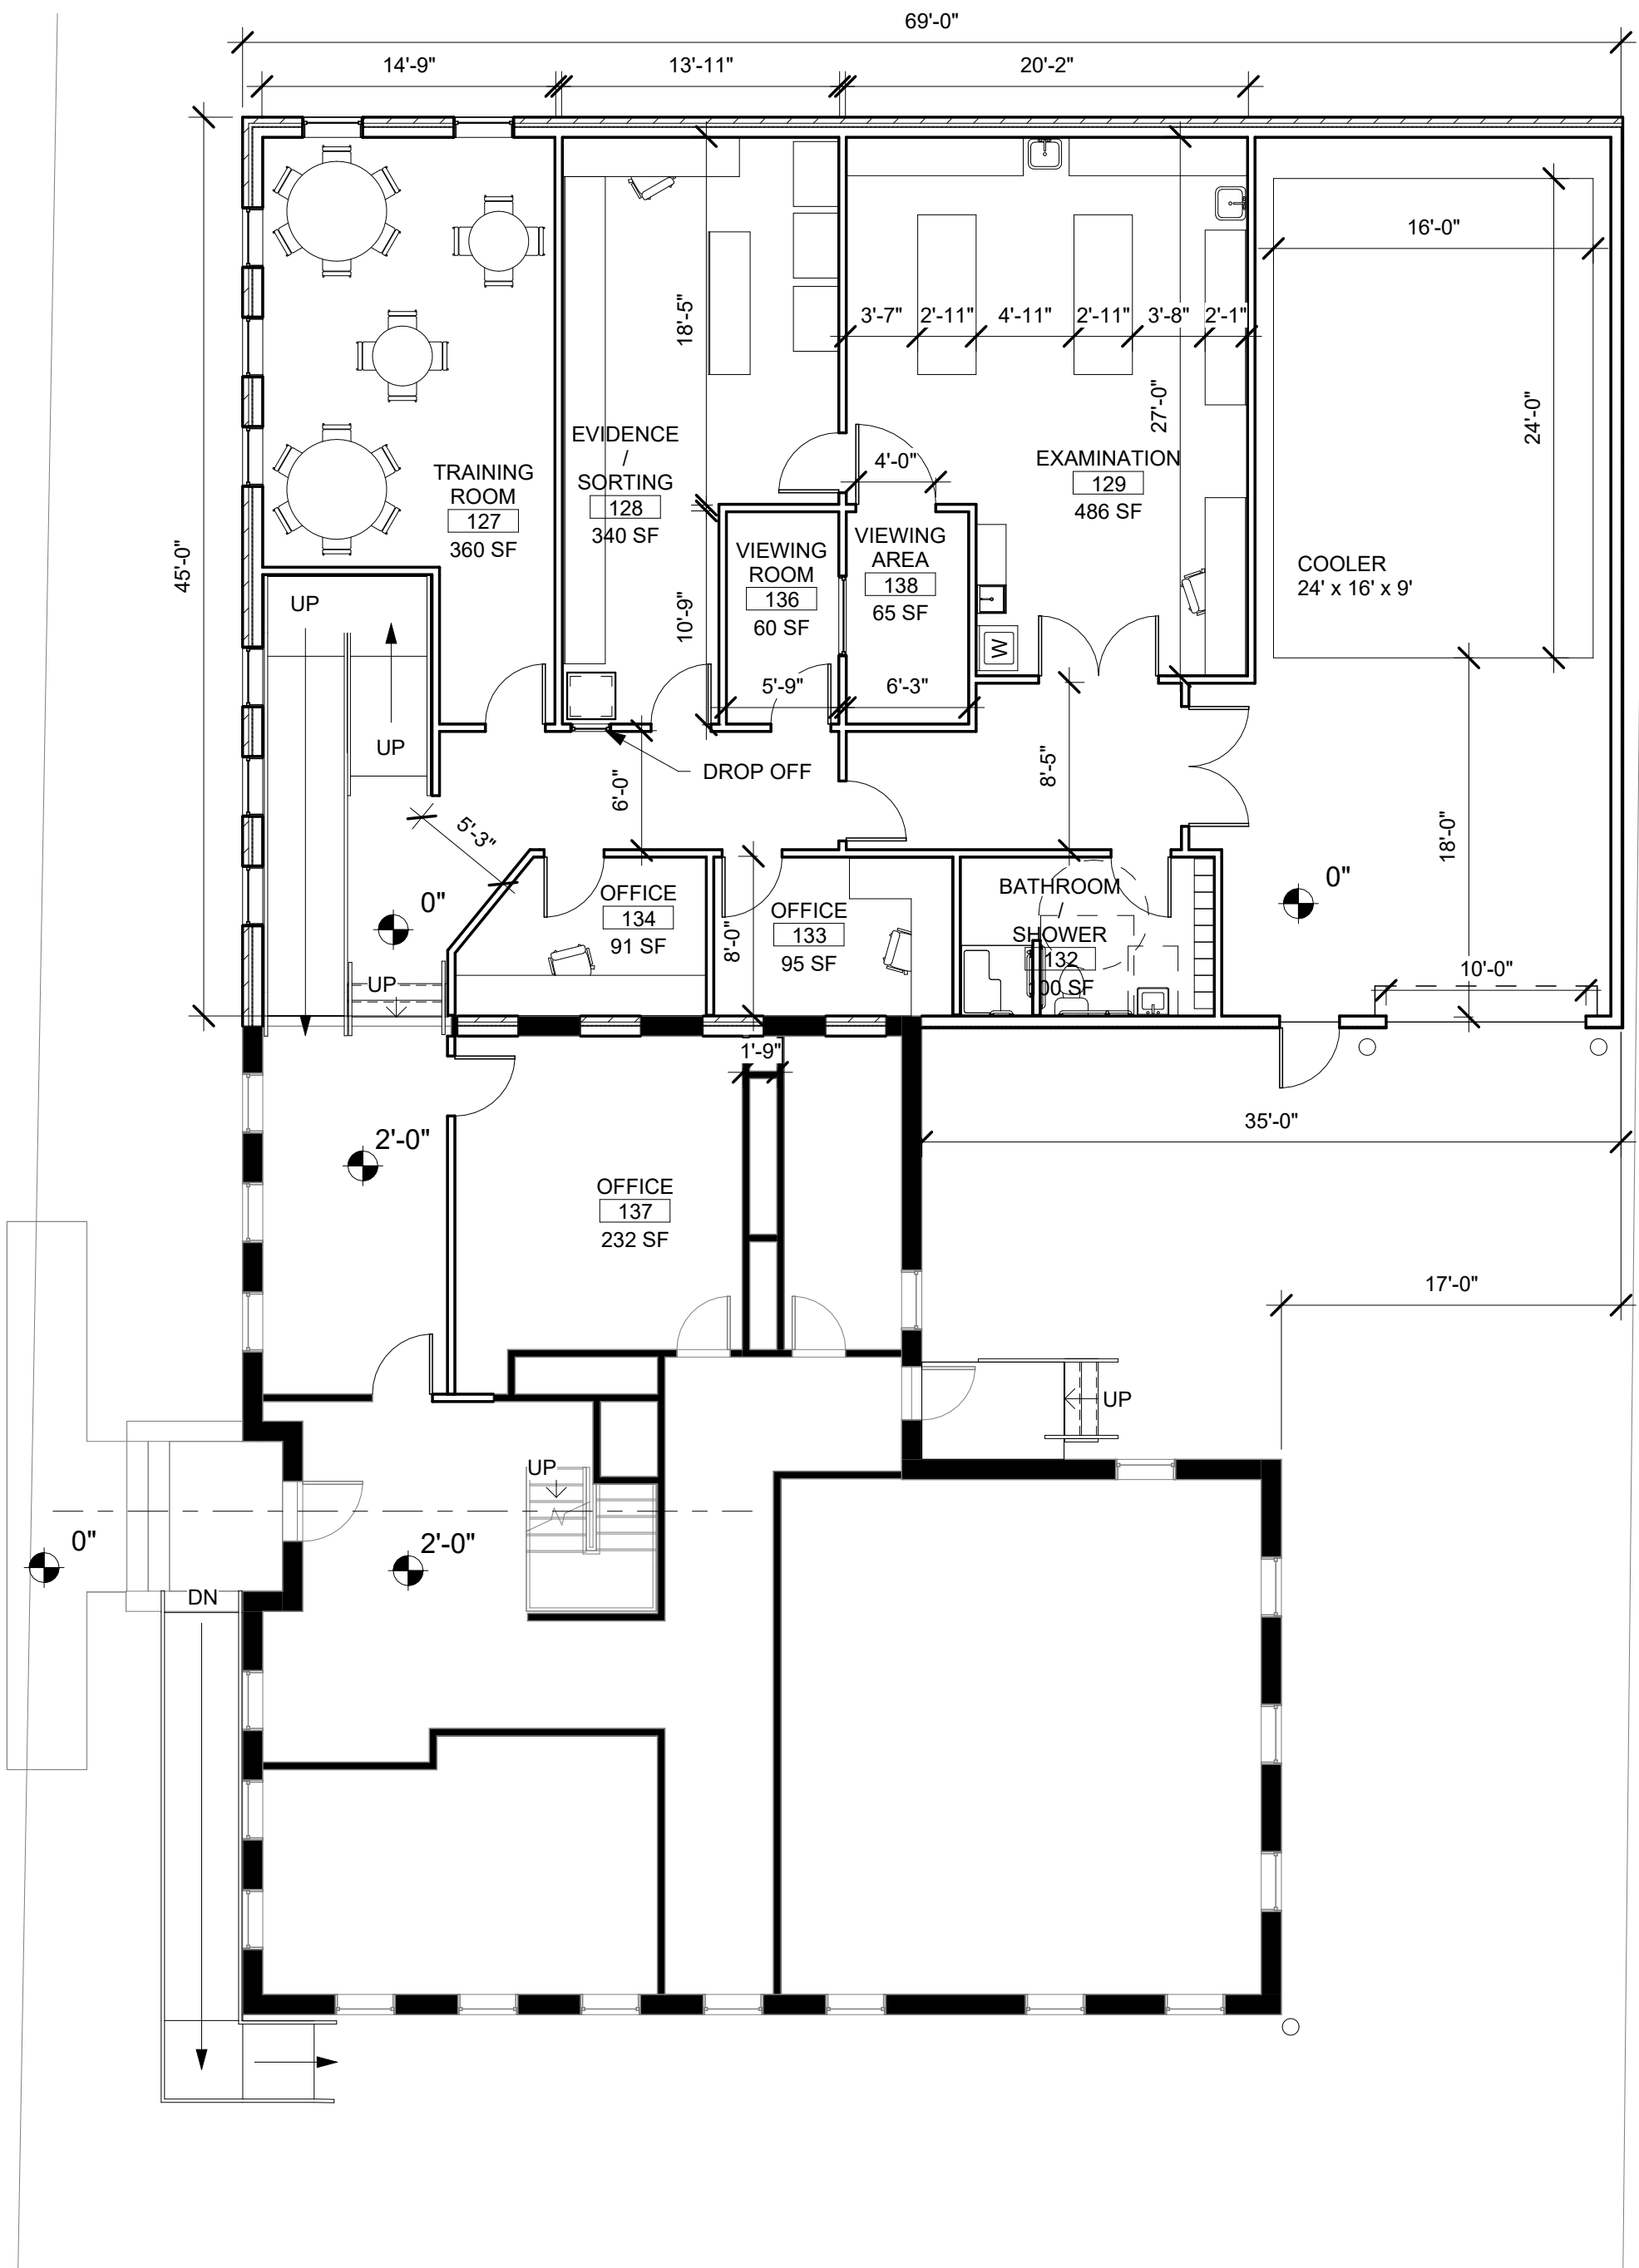 69'-0"
14'-9"
13'-11"
20'-2"
16'-0"
18'-5"
3'-7"
2'-11"
4'-11"
2'-11"
3'-8"
2'-1"
27'-0"
24'-0"
EVIDENCE
/
SORTING
128
340 SF
TRAINING
ROOM
127
360 SF
4'-0"
EXAMINATION
129
486 SF
45'-0"
VIEWING
ROOM
136
60 SF
VIEWING
AREA
138
65 SF
COOLER
24' x 16' x 9'
UP
10'-9"
W
5'-9"
6'-3"
UP
DROP OFF
6'-0"
8'-5"
5'-3"
18'-0"
0"
OFFICE
134
91 SF
8'-0"
OFFICE
133
95 SF
BATHROOM
/
SHOWER
132
100 SF
0"
10'-0"
UP
1'-9"
35'-0"
2'-0"
OFFICE
137
232 SF
17'-0"
UP
UP
0"
2'-0"
DN